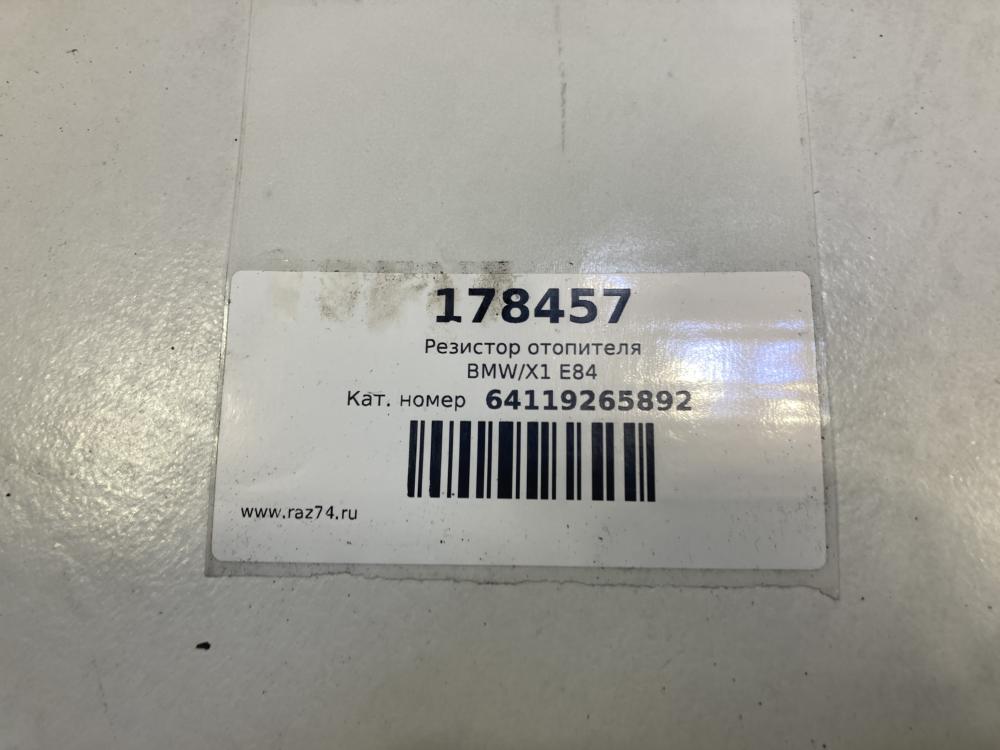 178457
Резистор отопителя
BMW/X1 E84
Кат. номер 64119265892
www.raz74.ru